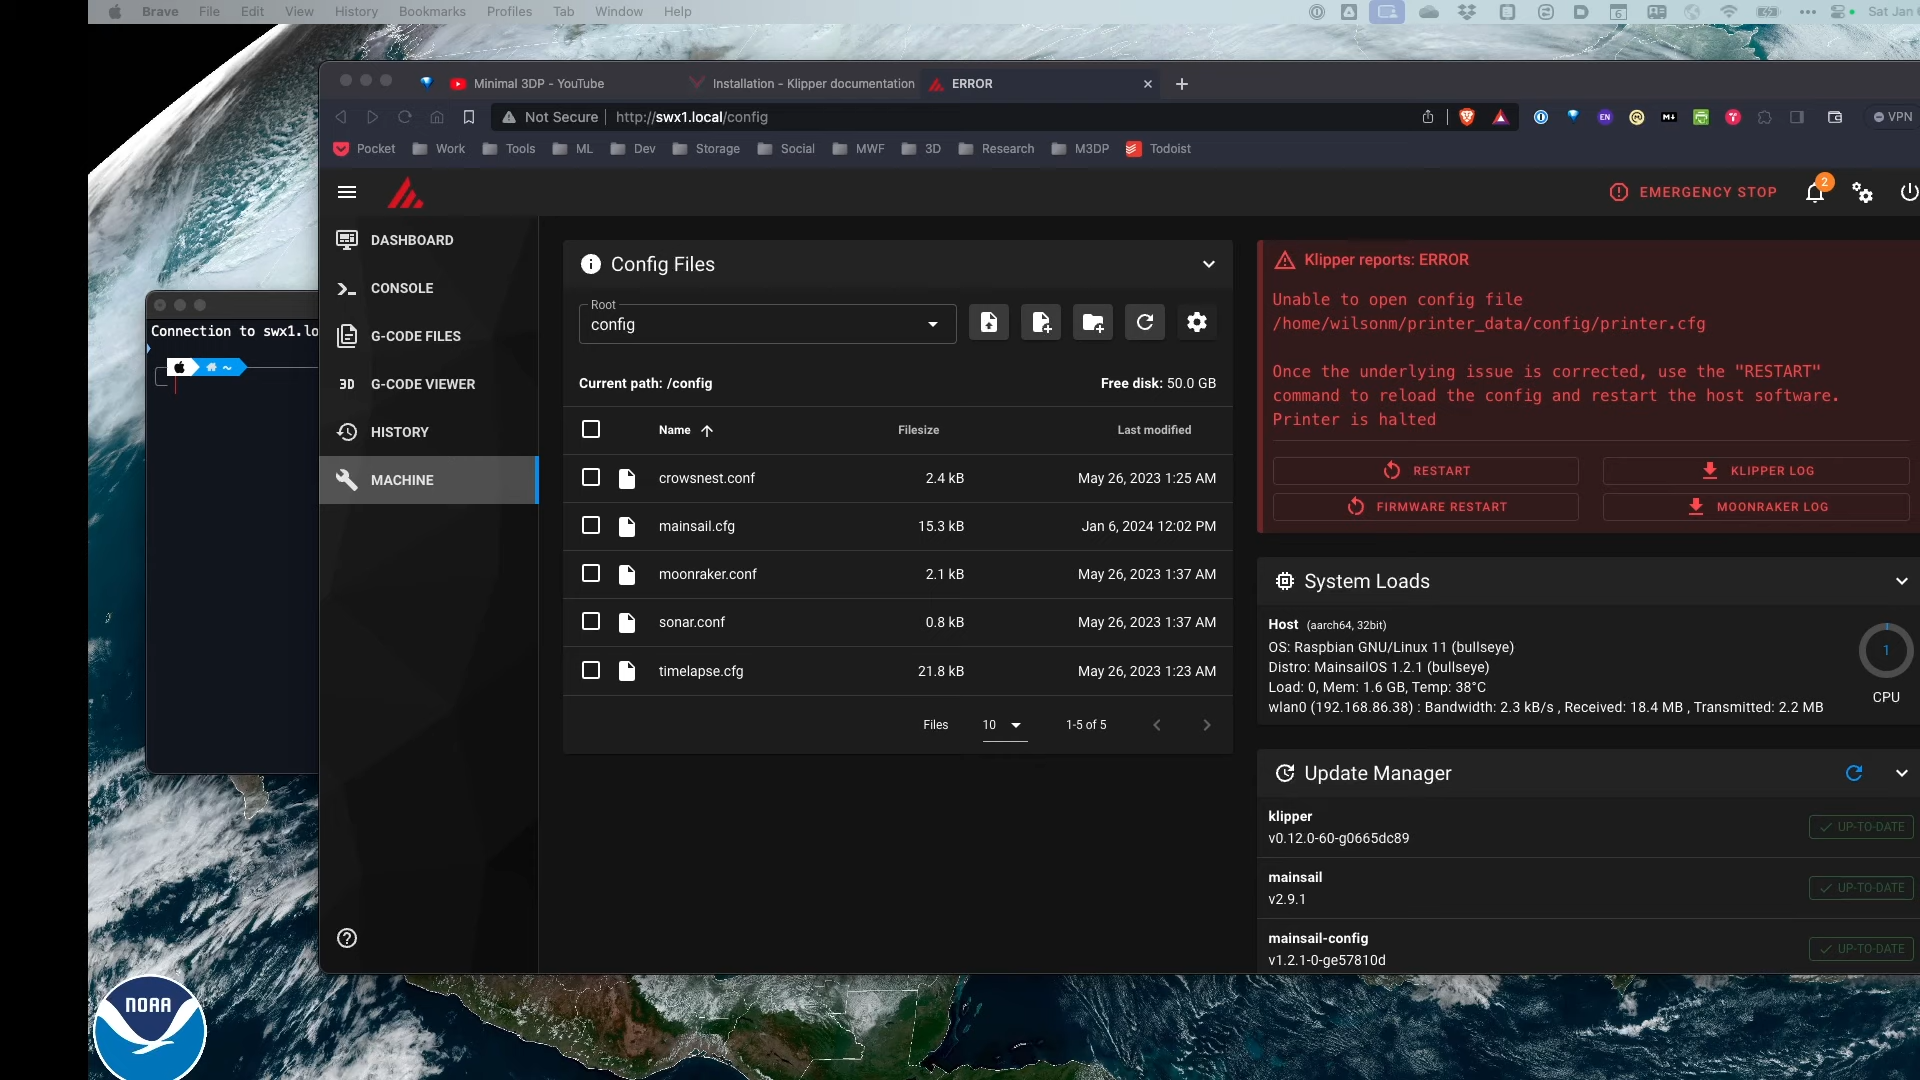 Brave File Edit View History Bookmarks Profiles Tab Window Help
6 Sat Jan
Minimal 3DP - YouTube
Installation - Klipper documentation
ERROR
Not Secure http://swx1.local/config
EN
M+
VPN
Pocket Work Tools ML Dev Storage Social MWF 3D Research M3DP Todoist
EMERGENCY STOP
2
Connection to swx1.lo
~
DASHBOARD
CONSOLE
G-CODE FILES
3D G-CODE VIEWER
HISTORY
MACHINE
Config Files
Root
config
Current path: /config
Free disk: 50.0 GB
Name Filesize Last modified
crowsnest.conf 2.4 kB May 26, 2023 1:25 AM
mainsail.cfg 15.3 kB Jan 6, 2024 12:02 PM
moonraker.conf 2.1 kB May 26, 2023 1:37 AM
sonar.conf 0.8 kB May 26, 2023 1:37 AM
timelapse.cfg 21.8 kB May 26, 2023 1:23 AM
Files 10 1-5 of 5
Klipper reports: ERROR
Unable to open config file
/home/wilsonm/printer_data/config/printer.cfg
Once the underlying issue is corrected, use the "RESTART"
command to reload the config and restart the host software.
Printer is halted
RESTART
KLIPPER LOG
FIRMWARE RESTART
MOONRAKER LOG
System Loads
Host (aarch64, 32bit)
OS: Raspbian GNU/Linux 11 (bullseye)
Distro: MainsailOS 1.2.1 (bullseye)
Load: 0, Mem: 1.6 GB, Temp: 38°C
wlan0 (192.168.86.38) : Bandwidth: 2.3 kB/s , Received: 18.4 MB , Transmitted: 2.2 MB
1
CPU
Update Manager
klipper
v0.12.0-60-g0665dc89
UP-TO-DATE
mainsail
v2.9.1
UP-TO-DATE
mainsail-config
v1.2.1-0-ge57810d
UP-TO-DATE
NOAA